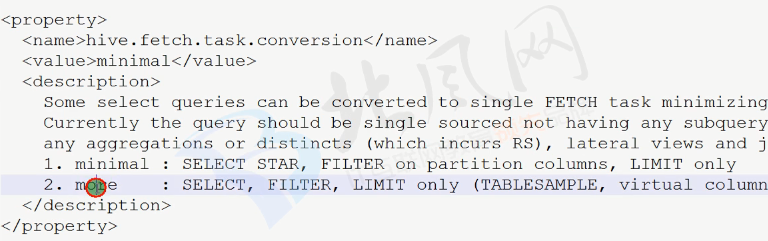 <property>
<name>hive.fetch.task.conversion</name>
<value>minimal</value>
<description>
Some select queries can be converted to single FETCH task minimizing
Currently the query should be single sourced not having any subquery
any aggregations or distincts (which incurs RS), lateral views and j
1. minimal : SELECT STAR, FILTER on partition columns, LIMIT only
2. more : SELECT, FILTER, LIMIT only (TABLESAMPLE, virtual column
</description>
</property>
北风网